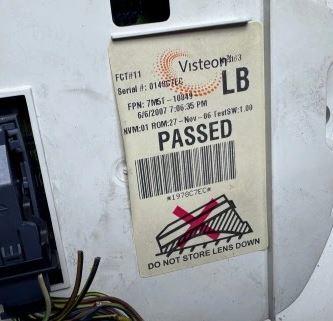 FCT#11
Visteon
Serial #: 01498C7EC
LB
FPN: 7M5T - 10849
6/6/2007 7:06:35 PM
NVM:01 ROM:27 - Nov - 06 TestSW:1.00
PASSED
*1978C7EC*
DO NOT STORE LENS DOWN